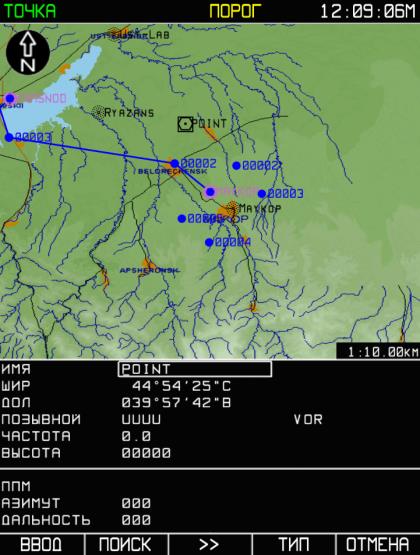 ТОЧКА ПОРОГ 12:09:06М
LAB
N
RYAZANS
POINT
00003
00002
00002
BELORECHENSK
00003
MAYKOP
00004
APSHERONSK
1:10.00КМ
ИМЯ POINT
ШИР 44°54'25"С
ДОЛ 039°57'42"В
ПОЗЫВНОЙ UUUU VOR
ЧАСТОТА 0.0
ВЫСОТА 00000
ППМ
АЗИМУТ 000
ДАЛЬНОСТЬ 000
ВВОД ПОИСК >> ТИП ОТМЕНА